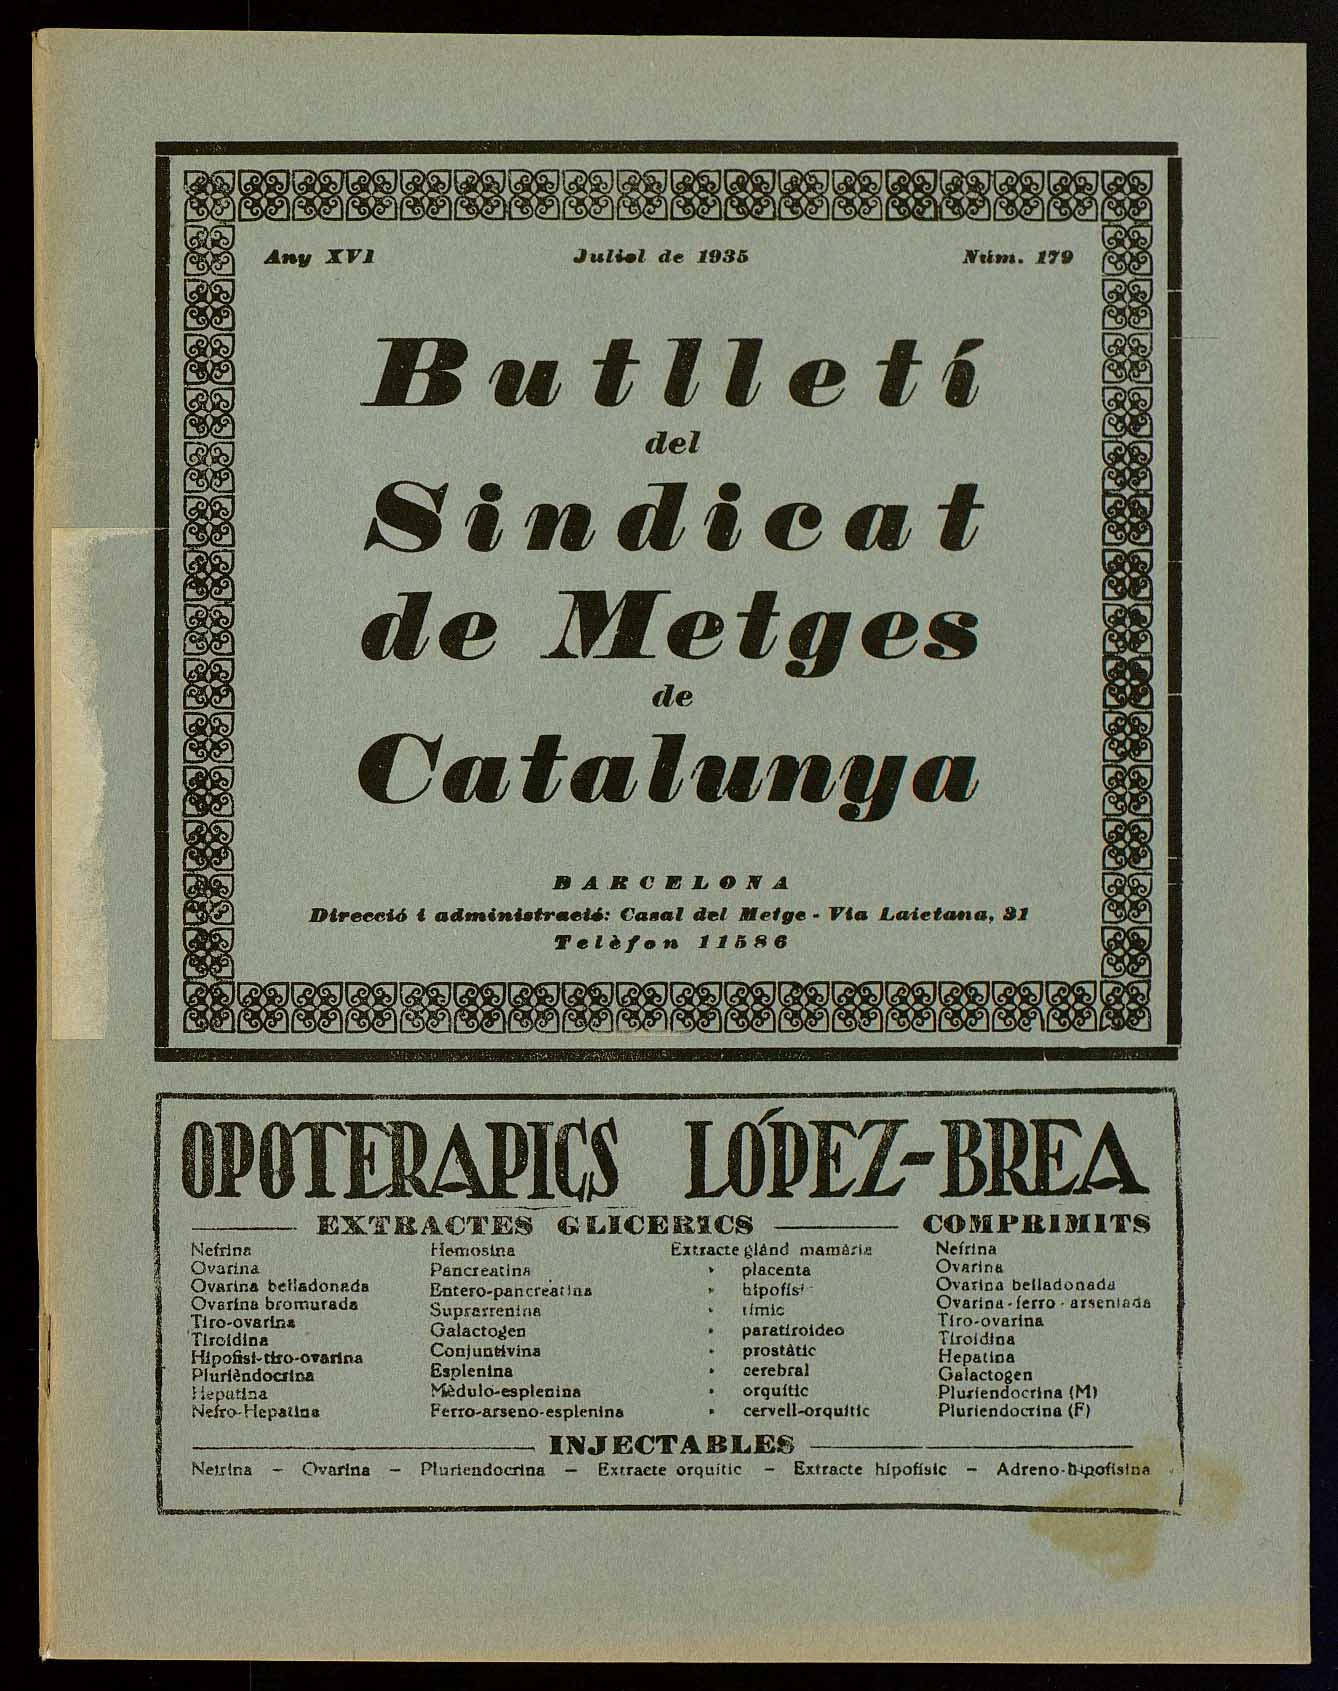 Any XVI Juliol de 1935 Núm. 179
Butlletí
del
Sindicat
de Metges
de
Catalunya
BARCELONA
Direcció i administració: Casal del Metge - Via Laietana, 31
Telèfon 11586
OPOTERAPICS LÓPEZ-BREA
EXTRACTES GLICERICS
Nefrina
Ovarina
Ovarina belladonada
Ovarina bromurada
Tiro-ovarina
Tiroidina
Hipofisi-tiro-ovarina
Plurièndocrina
Hepatina
Nefro-Hepatina
Hemosina
Pancreatina
Entero-pancreatina
Suprarrenina
Galactogen
Conjuntivina
Esplenina
Mèdulo-esplenina
Ferro-arseno-esplenina
Extracte glánd mamària
» placenta
» hipofisi
» tímic
» paratiroideo
» prostàtic
» cerebral
» orquític
» cervell-orquític
COMPRIMITS
Nefrina
Ovarina
Ovarina belladonada
Ovarina-ferro-arseniada
Tiro-ovarina
Tiroidina
Hepatina
Galactogen
Pluriendocrina (M)
Pluriendocrina (F)
INJECTABLES
Nefrina – Ovarina – Pluriendocrina – Extracte orquític – Extracte hipofísic – Adreno-hipofisina